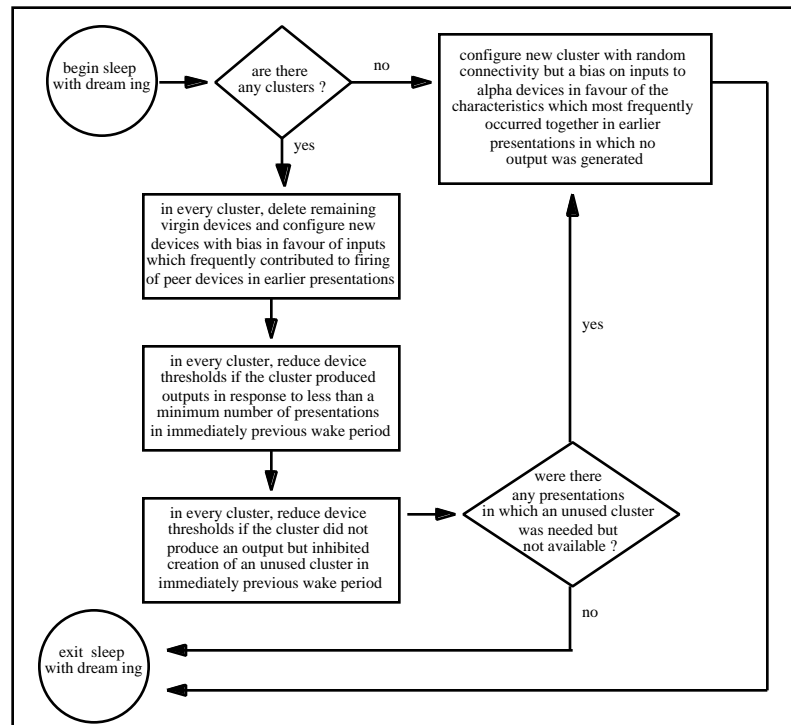 begin sleep
with dream ing
are there
any clusters ?
no
yes
configure new cluster with random
connectivity but a bias on inputs to
alpha devices in favour of the
characteristics which most frequently
occurred together in earlier
presentations in which no
output was generated
in every cluster, delete remaining
virgin devices and configure new
devices with bias in favour of inputs
which frequently contributed to firing
of peer devices in earlier presentations
in every cluster, reduce device
thresholds if the cluster produced
outputs in response to less than a
minimum number of presentations
in immediately previous wake period
in every cluster, reduce device
thresholds if the cluster did not
produce an output but inhibited
creation of an unused cluster in
immediately previous wake period
were there
any presentations
in which an unused cluster
was needed but
not available ?
yes
no
exit sleep
with dream ing